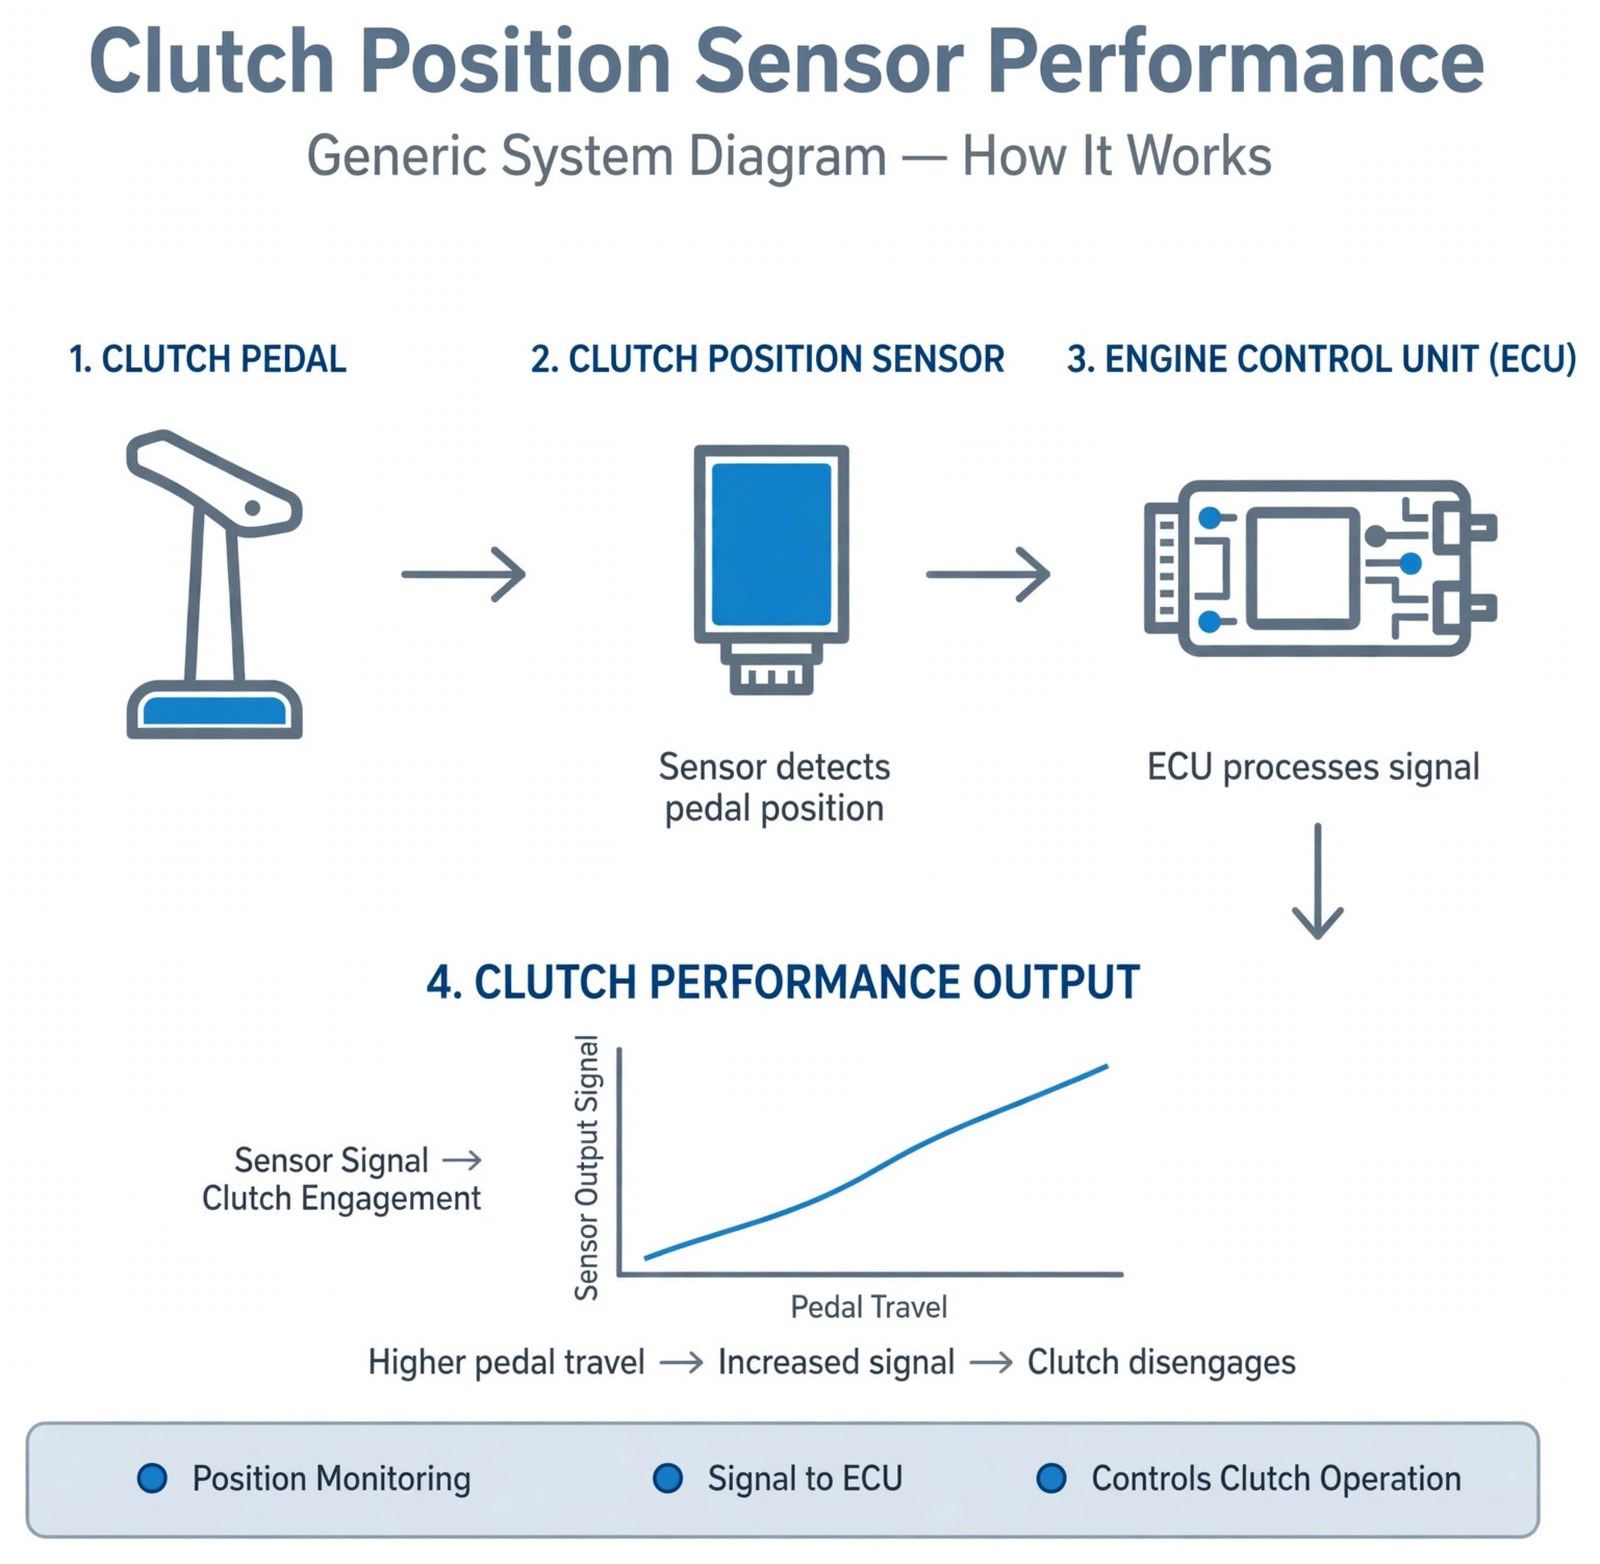 Clutch Position Sensor Performance
Generic System Diagram — How It Works
1. CLUTCH PEDAL
2. CLUTCH POSITION SENSOR
3. ENGINE CONTROL UNIT (ECU)
Sensor detects
pedal position
ECU processes signal
4. CLUTCH PERFORMANCE OUTPUT
Sensor Signal →
Clutch Engagement
Sensor Output Signal
Pedal Travel
Higher pedal travel → Increased signal → Clutch disengages
Position Monitoring
Signal to ECU
Controls Clutch Operation